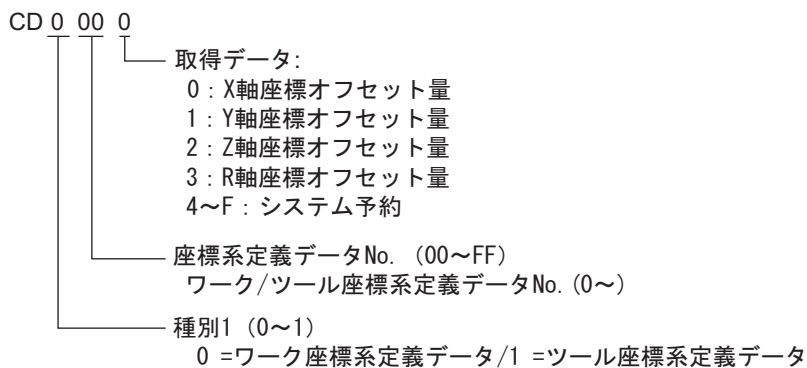 CD 0 00 0
取得データ:
0：X軸座標オフセット量
1：Y軸座標オフセット量
2：Z軸座標オフセット量
3：R軸座標オフセット量
4～F：システム予約
座標系定義データNo. （00～FF）
ワーク/ツール座標系定義データNo.(0～)
種別1（0～1）
0 =ワーク座標系定義データ/1 =ツール座標系定義データ